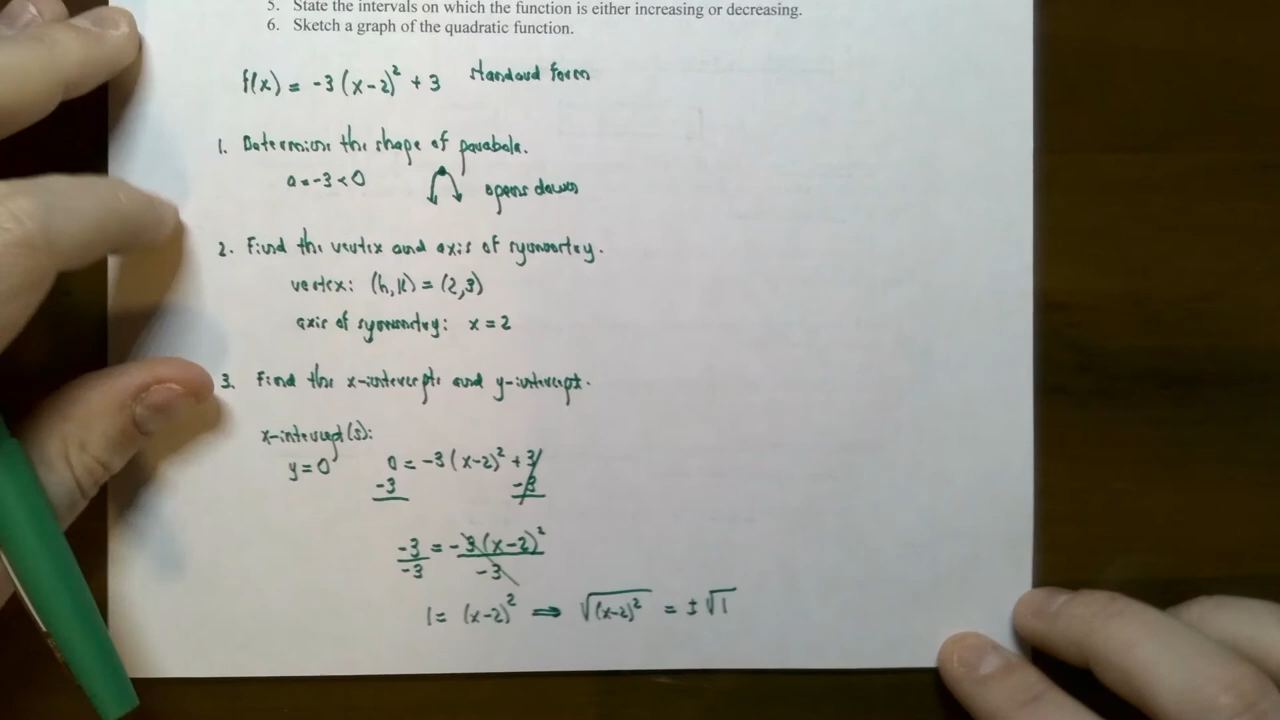 5. State the intervals on which the function is either increasing or decreasing.
6. Sketch a graph of the quadratic function.
f(x) = -3(x-2)² + 3 standard form
1. Determine the shape of parabola.
a = -3 < 0 opens down
2. Find the vertex and axis of symmetry.
vertex: (h,k) = (2,3)
axis of symmetry: x = 2
3. Find the x-intercepts and y-intercept.
x-intercept(s):
y = 0 0 = -3(x-2)² + 3
-3 -3
-3/-3 = -3(x-2)²/-3
1 = (x-2)² ⇒ √(x-2)² = ±√1